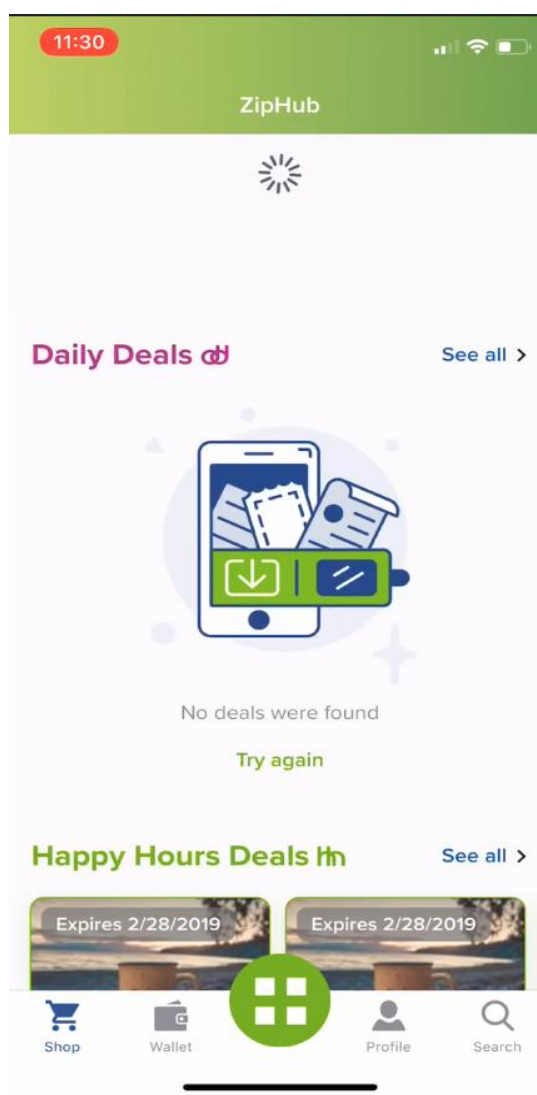 11:30
ZipHub
Daily Deals
See all >
No deals were found
Try again
Happy Hours Deals
See all >
Expires 2/28/2019
Expires 2/28/2019
Shop
Wallet
Profile
Search